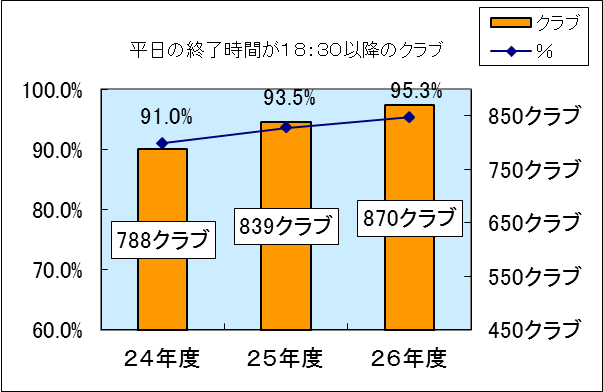 クラブ
%
平日の終了時間が18:30以降のクラブ
100.0%
90.0%
80.0%
70.0%
60.0%
91.0%
93.5%
95.3%
788クラブ
839クラブ
870クラブ
850クラブ
750クラブ
650クラブ
550クラブ
450クラブ
24年度
25年度
26年度